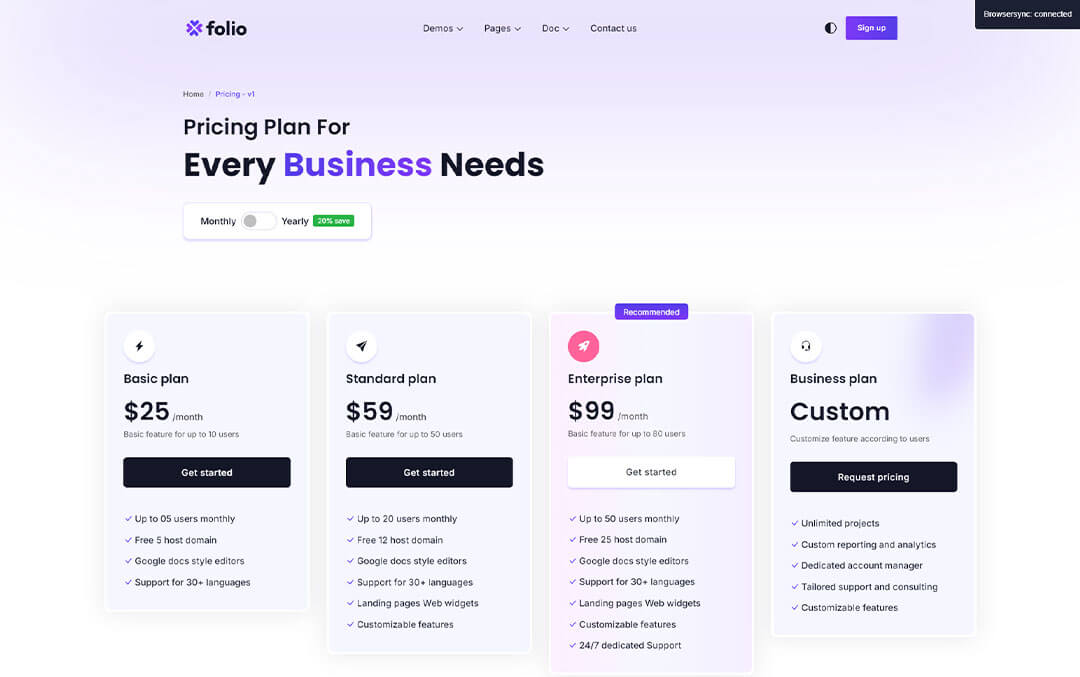 folio
Demos
Pages
Doc
Contact us
Sign up
Browsersync: connected
Home / Pricing - v1
Pricing Plan For
Every Business Needs
Monthly Yearly 20% save
Basic plan
$25 /month
Basic feature for up to 10 users
Get started
Up to 05 users monthly
Free 5 host domain
Google docs style editors
Support for 30+ languages
Standard plan
$59 /month
Basic feature for up to 50 users
Get started
Up to 20 users monthly
Free 12 host domain
Google docs style editors
Support for 30+ languages
Landing pages Web widgets
Customizable features
Recommended
Enterprise plan
$99 /month
Basic feature for up to 80 users
Get started
Up to 50 users monthly
Free 25 host domain
Google docs style editors
Support for 30+ languages
Landing pages Web widgets
Customizable features
24/7 dedicated Support
Business plan
Custom
Customize feature according to users
Request pricing
Unlimited projects
Custom reporting and analytics
Dedicated account manager
Tailored support and consulting
Customizable features